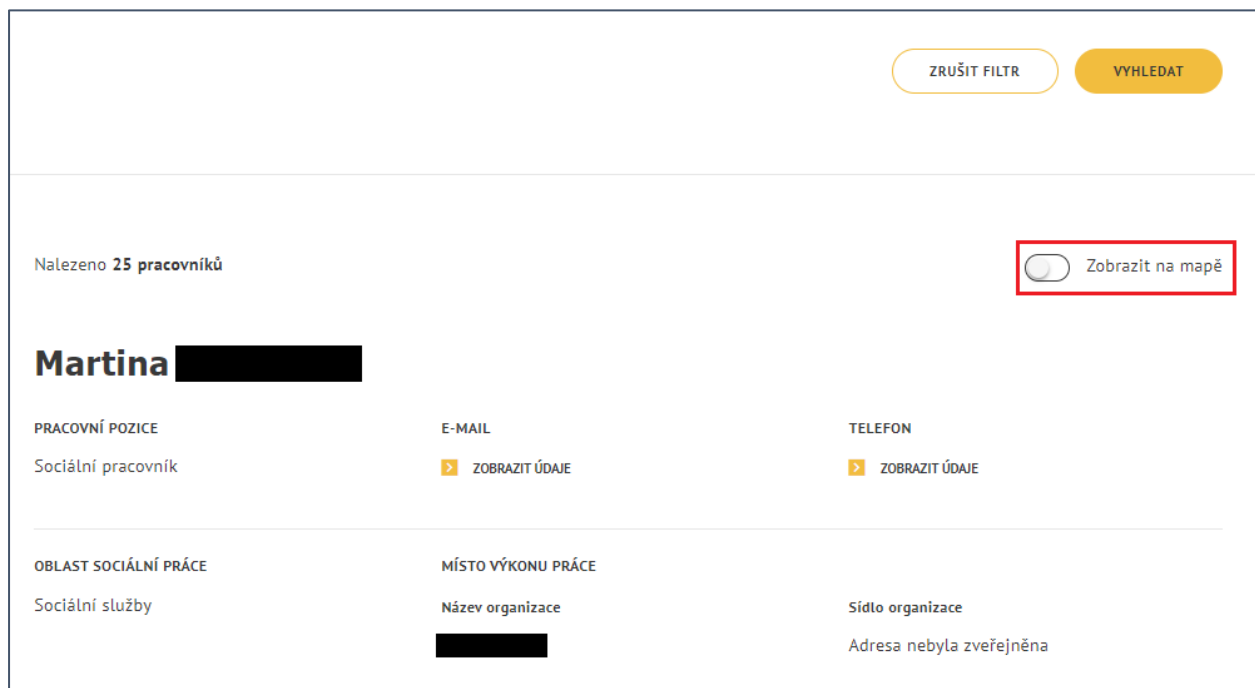 ZRUŠIT FILTR
VYHLEDAT
Nalezeno 25 pracovníků
Zobrazit na mapě
Martina
PRACOVNÍ POZICE
E-MAIL
TELEFON
Sociální pracovník
ZOBRAZIT ÚDAJE
ZOBRAZIT ÚDAJE
OBLAST SOCIÁLNÍ PRÁCE
MÍSTO VÝKONU PRÁCE
Sociální služby
Název organizace
Sídlo organizace
Adresa nebyla zveřejněna